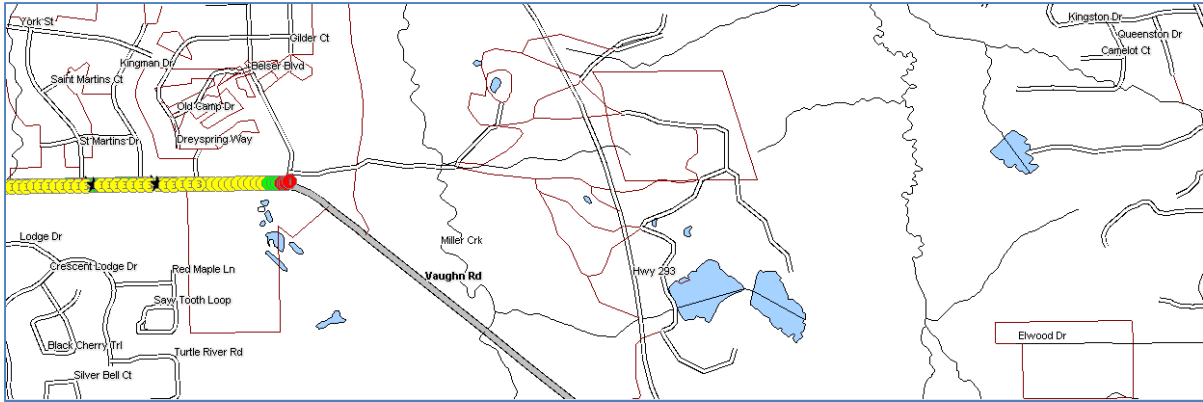 York St
Gilder Ct
Kingman Dr
Belser Blvd
Saint Martins Ct
Old Camp Dr
St Martins Dr
Dreyspring Way
Kingston Dr
Queenston Dr
Camelot Ct
Lodge Dr
Crescent Lodge Dr
Red Maple Ln
Saw Tooth Loop
Black Cherry Trl
Turtle River Rd
Silver Bell Ct
Miller Crk
Vaughn Rd
Hwy 293
Elwood Dr